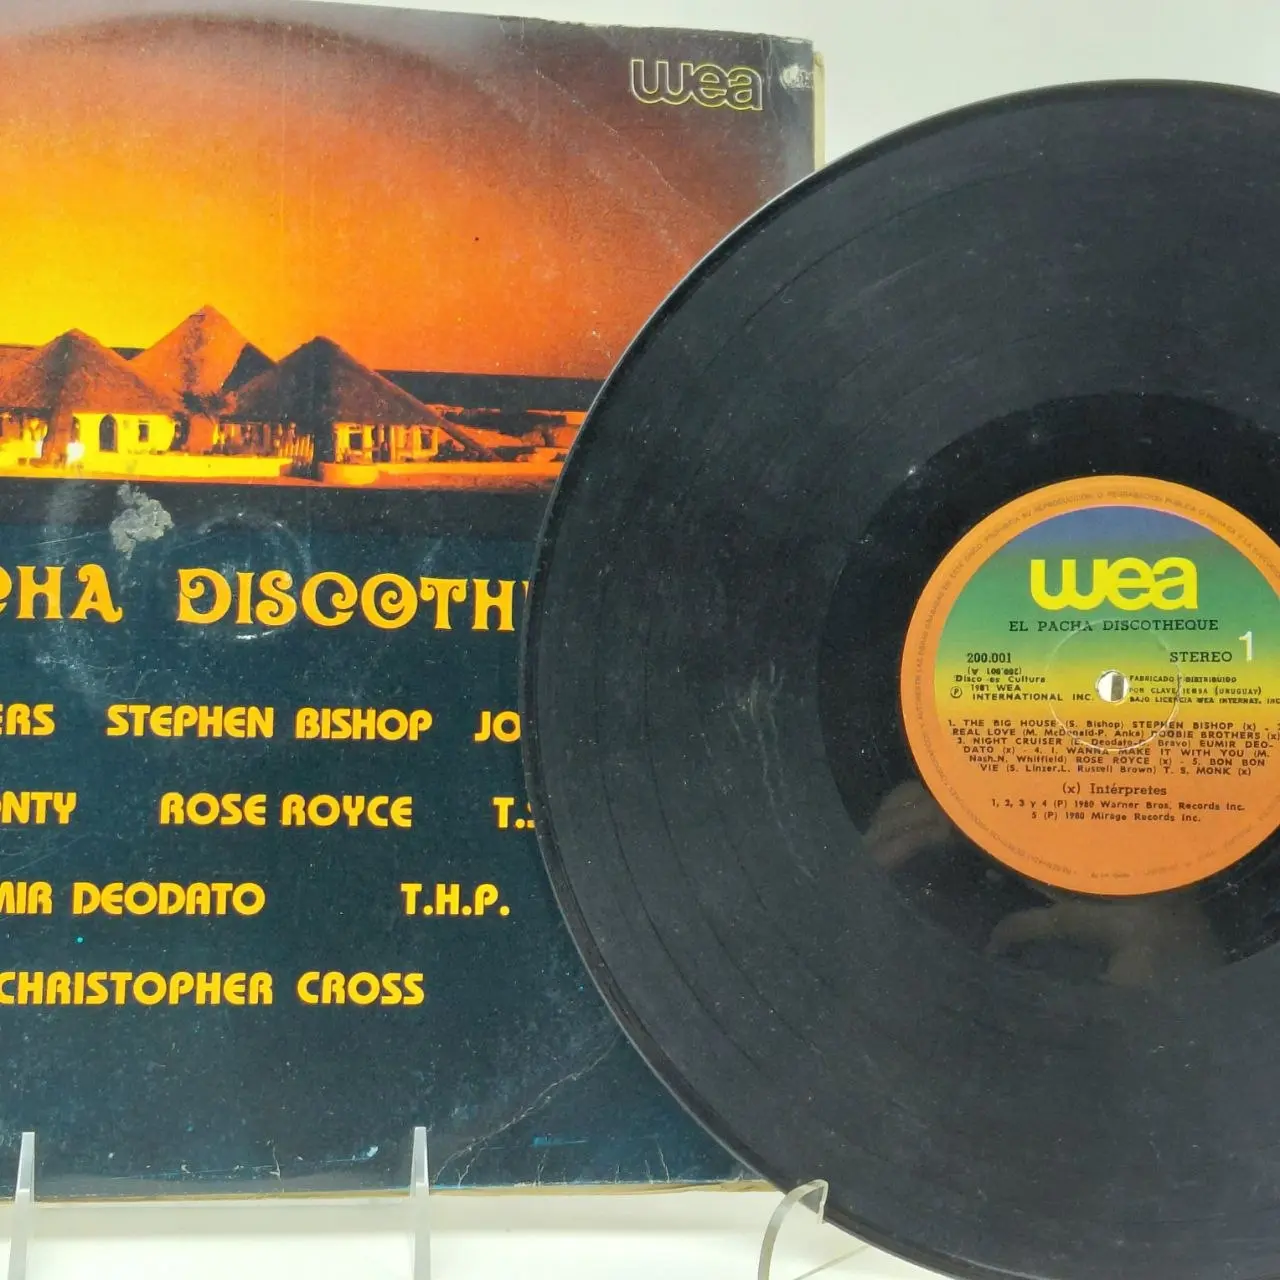 wea
CHA DISCOTH
ERS STEPHEN BISHOP JO
ONTY ROSE ROYCE T.S
MIR DEODATO T.H.P.
CHRISTOPHER CROSS
wea
EL PACHA DISCOTHEQUE
200.001 STEREO 1
(A 200.001)
Disco es Cultura
℗ 1981 WEA
INTERNATIONAL INC.
FABRICADO DISTRIBUIDO
POR CLAVE (URUGUAY)
BAJO LICENCIA WEA INTERNAT. INC
1. THE BIG HOUSE (S. Bishop) STEPHEN BISHOP (x) - 2.
REAL LOVE (M. McDonald-P. Anka) DOOBIE BROTHERS (x)
3. NIGHT CRUISER (E. Deodato- Bravo) EUMIR DEO-
DATO (x) - 4. I. WANNA MAKE IT WITH YOU (M.
Nash.N. Whitfield) ROSE ROYCE (x) - 5. BON BON
VIE (S. Linzer.L. Russell Brown) T. S. MONK (x)
(x) Intérpretes
1, 2, 3 y 4 (P) 1980 Warner Bros. Records Inc.
5 (P) 1980 Mirage Records Inc.